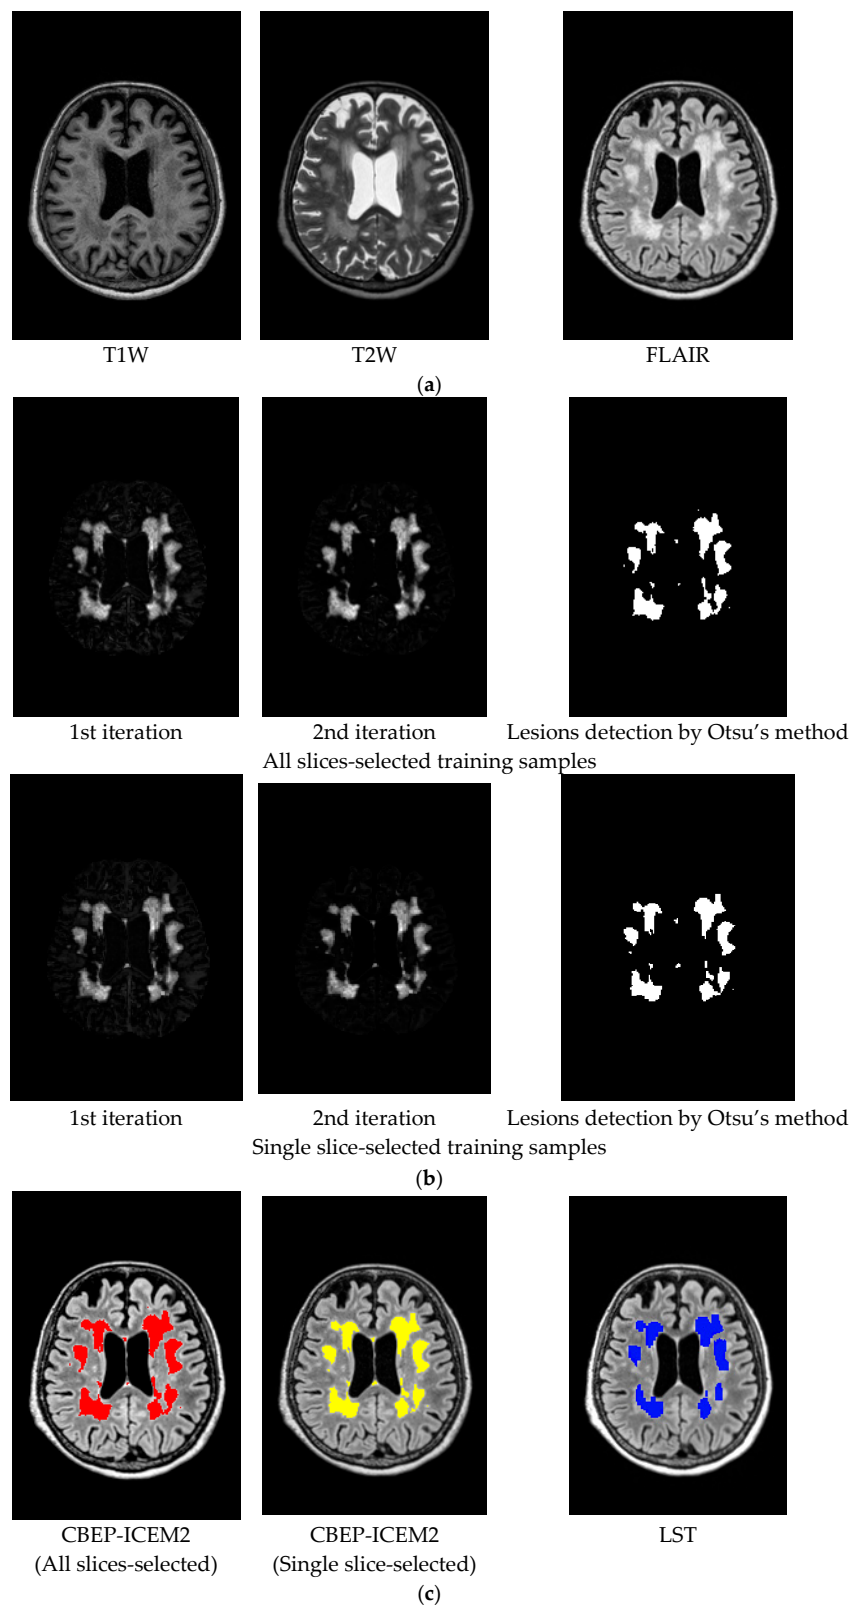 T1W T2W FLAIR
(a)
1st iteration 2nd iteration Lesions detection by Otsu’s method
All slices-selected training samples
1st iteration 2nd iteration Lesions detection by Otsu’s method
Single slice-selected training samples
(b)
CBEP-ICEM2 CBEP-ICEM2 LST
(All slices-selected) (Single slice-selected)
(c)